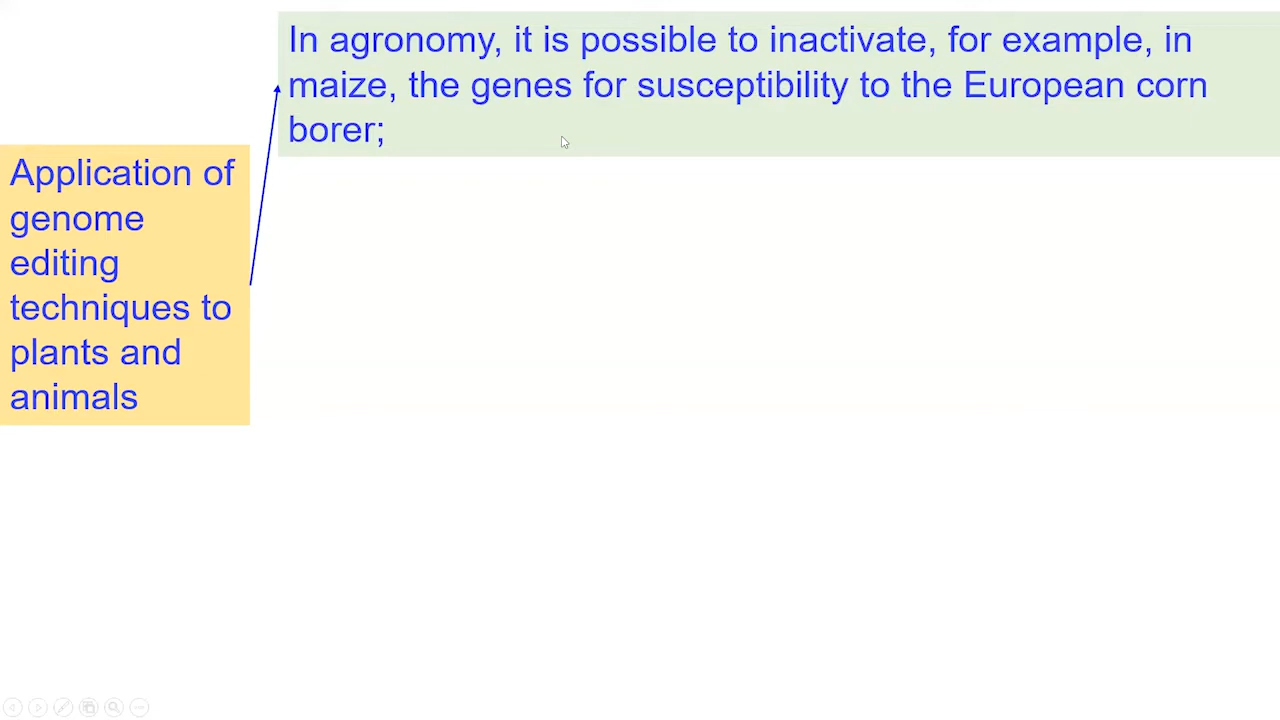 In agronomy, it is possible to inactivate, for example, in
maize, the genes for susceptibility to the European corn
borer;
Application of
genome
editing
techniques to
plants and
animals